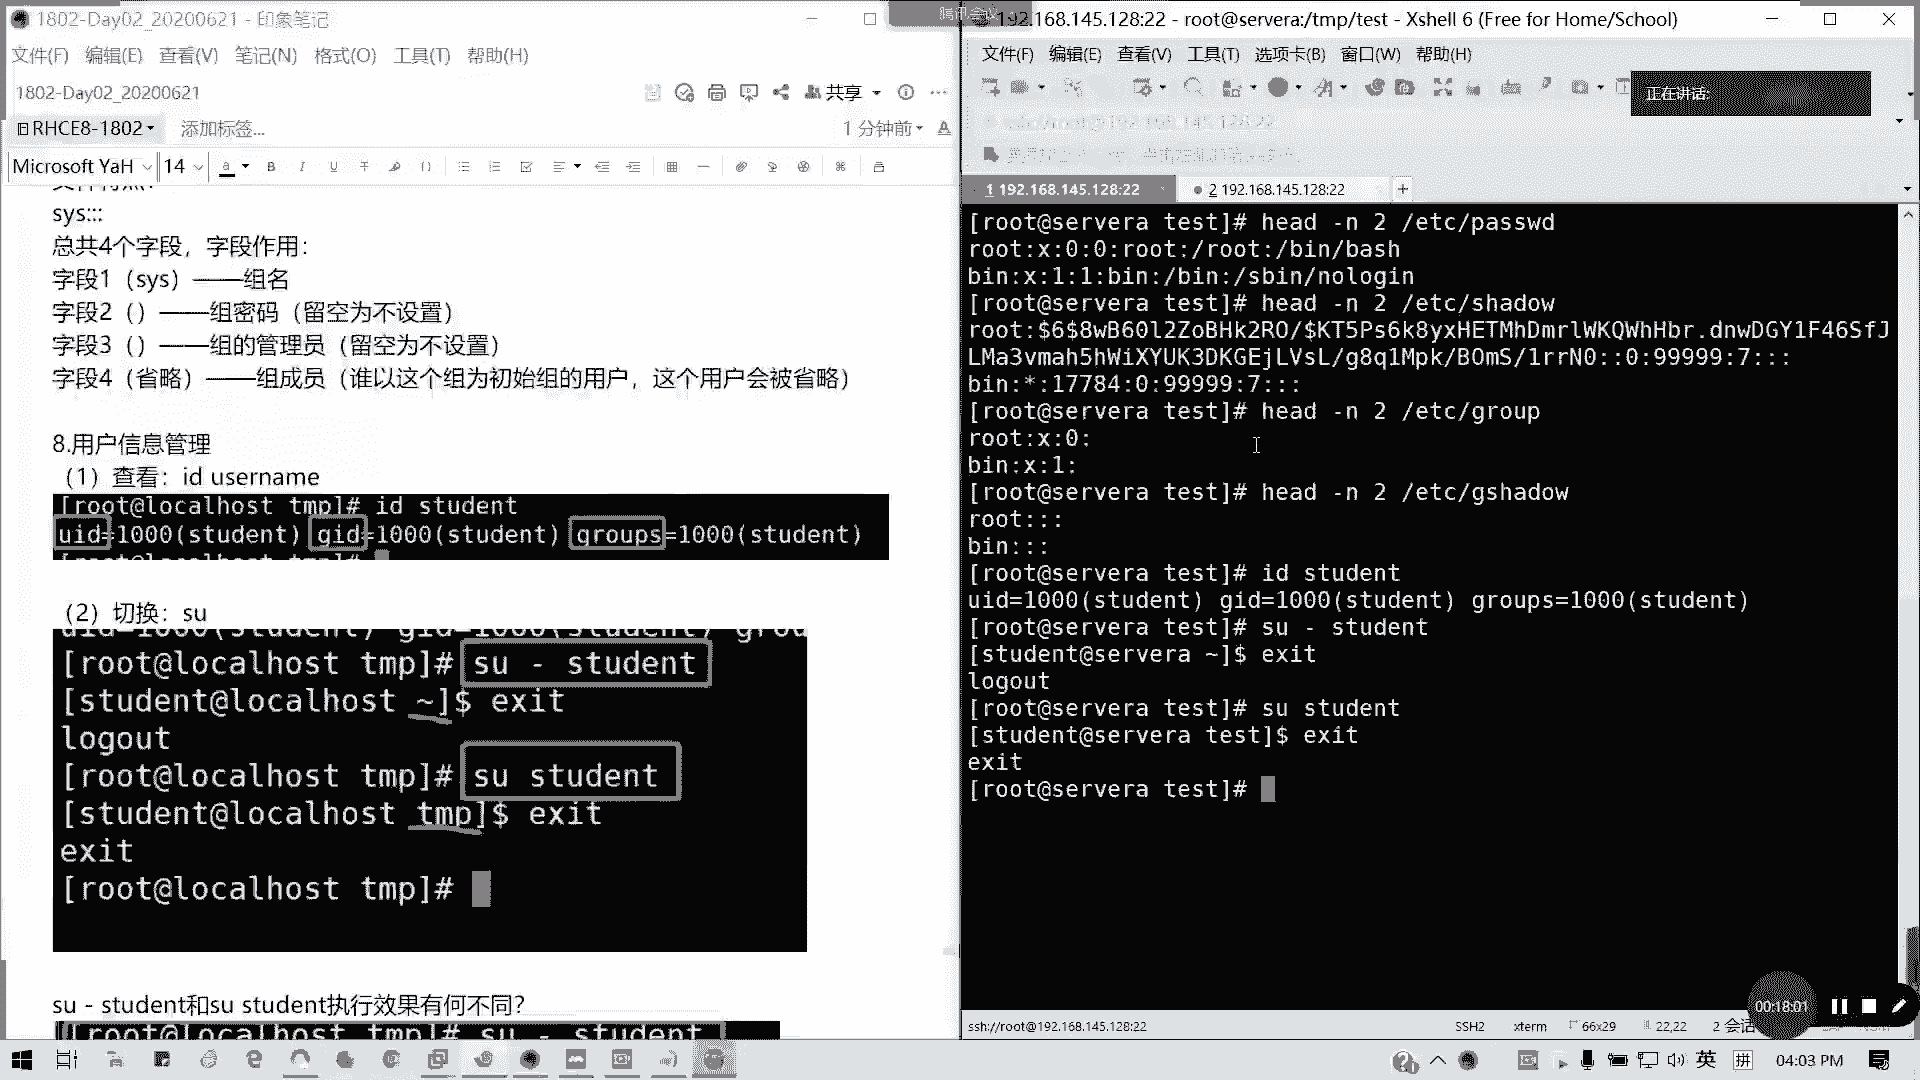 1802-Day02_20200621 - 印象笔记
文件(F) 编辑(E) 查看(V) 笔记(N) 格式(O) 工具(T) 帮助(H)
1802-Day02_20200621
共享
RHCE8-1802 添加标签...
1 分钟前
Microsoft YaH 14
sys:::
总共4个字段，字段作用：
字段1（sys）——组名
字段2（）——组密码（留空为不设置）
字段3（）——组的管理员（留空为不设置）
字段4（省略）——组成员（谁以这个组为初始组的用户，这个用户会被省略）
8.用户信息管理
（1）查看：id username
[root@localhost tmp]# id student
uid=1000(student) gid=1000(student) groups=1000(student)
（2）切换：su
[root@localhost tmp]# su - student
[student@localhost ~]$ exit
logout
[root@localhost tmp]# su student
[student@localhost tmp]$ exit
exit
[root@localhost tmp]#
su - student和su student执行效果有何不同？
[root@localhost tmp]# su - student
腾讯会议
192.168.145.128:22 - root@servera:/tmp/test - Xshell 6 (Free for Home/School)
文件(F) 编辑(E) 查看(V) 工具(T) 选项卡(B) 窗口(W) 帮助(H)
正在讲话:
1 192.168.145.128:22
2 192.168.145.128:22
[root@servera test]# head -n 2 /etc/passwd
root:x:0:0:root:/root:/bin/bash
bin:x:1:1:bin:/bin:/sbin/nologin
[root@servera test]# head -n 2 /etc/shadow
root:$6$8wB60l2ZoBHk2RO/$KT5Ps6k8yxHETMhDmrlWKQWhHbr.dnwDGY1F46SfJ
LMa3vmah5hWiXYUK3DKGEjLVsL/g8q1Mpk/BOmS/1rrN0::0:99999:7:::
bin:*:17784:0:99999:7:::
[root@servera test]# head -n 2 /etc/group
root:x:0:
bin:x:1:
[root@servera test]# head -n 2 /etc/gshadow
root:::
bin:::
[root@servera test]# id student
uid=1000(student) gid=1000(student) groups=1000(student)
[root@servera test]# su - student
[student@servera ~]$ exit
logout
[root@servera test]# su student
[student@servera test]$ exit
exit
[root@servera test]#
00:18:01
ssh://root@192.168.145.128:22 SSH2 xterm 66x29 22,22 2 会话
英 拼 04:03 PM